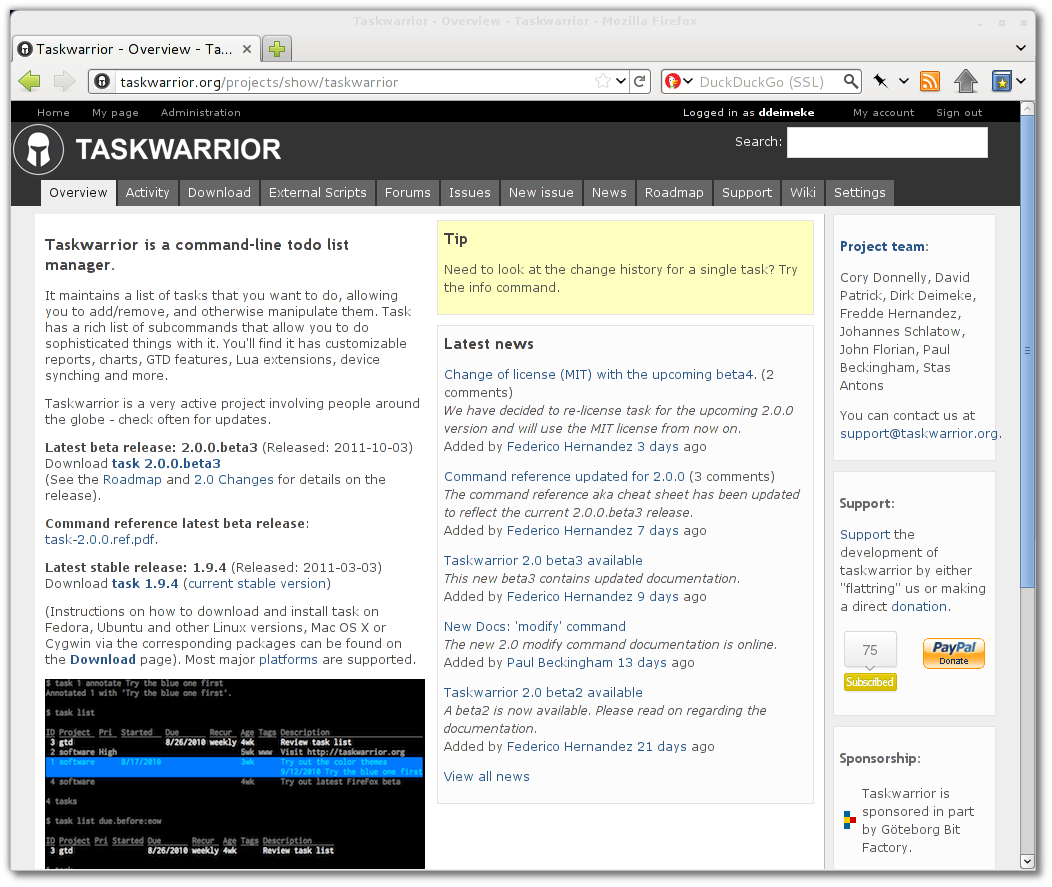 Taskwarrior - Overview - Taskwarrior - Mozilla Firefox
Taskwarrior - Overview - Ta...
taskwarrior.org/projects/show/taskwarrior
DuckDuckGo (SSL)
Home My page Administration
Logged in as ddeimeke My account Sign out
TASKWARRIOR
Search:
Overview Activity Download External Scripts Forums Issues New issue News Roadmap Support Wiki Settings
Taskwarrior is a command-line todo list
manager.
It maintains a list of tasks that you want to do, allowing
you to add/remove, and otherwise manipulate them. Task
has a rich list of subcommands that allow you to do
sophisticated things with it. You'll find it has customizable
reports, charts, GTD features, Lua extensions, device
synching and more.
Taskwarrior is a very active project involving people around
the globe - check often for updates.
Latest beta release: 2.0.0.beta3 (Released: 2011-10-03)
Download task 2.0.0.beta3
(See the Roadmap and 2.0 Changes for details on the
release).
Command reference latest beta release:
task-2.0.0.ref.pdf.
Latest stable release: 1.9.4 (Released: 2011-03-03)
Download task 1.9.4 (current stable version)
(Instructions on how to download and install task on
Fedora, Ubuntu and other Linux versions, Mac OS X or
Cygwin via the corresponding packages can be found on
the Download page). Most major platforms are supported.
$ task 1 annotate Try the blue one first
Annotated 1 with 'Try the blue one first'.
$ task list
ID Project Pri Started Due Recur Age Tags Description
3 gtd 8/26/2010 weekly 4wk Review task list
2 software High 5wk www Visit http://taskwarrior.org
1 software 8/17/2010 3wk Try out the color themes
9/12/2010 Try the blue one first
4 software 4wk Try out latest FireFox beta
4 tasks
$ task list due.before:eow
ID Project Pri Started Due Recur Age Tags Description
3 gtd 8/26/2010 weekly 4wk Review task list
Tip
Need to look at the change history for a single task? Try
the info command.
Latest news
Change of license (MIT) with the upcoming beta4. (2
comments)
We have decided to re-license task for the upcoming 2.0.0
version and will use the MIT license from now on.
Added by Federico Hernandez 3 days ago
Command reference updated for 2.0.0 (3 comments)
The command reference aka cheat sheet has been updated
to reflect the current 2.0.0.beta3 release.
Added by Federico Hernandez 7 days ago
Taskwarrior 2.0 beta3 available
This new beta3 contains updated documentation.
Added by Federico Hernandez 9 days ago
New Docs: 'modify' command
The new 2.0 modify command documentation is online.
Added by Paul Beckingham 13 days ago
Taskwarrior 2.0 beta2 available
A beta2 is now available. Please read on regarding the
documentation.
Added by Federico Hernandez 21 days ago
View all news
Project team:
Cory Donnelly, David
Patrick, Dirk Deimeke,
Fredde Hernandez,
Johannes Schlatow,
John Florian, Paul
Beckingham, Stas
Antons
You can contact us at
support@taskwarrior.org.
Support:
Support the
development of
taskwarrior by either
"flattring" us or making
a direct donation.
75
Subscribed
PayPal
Donate
Sponsorship:
Taskwarrior is
sponsored in part
by Göteborg Bit
Factory.